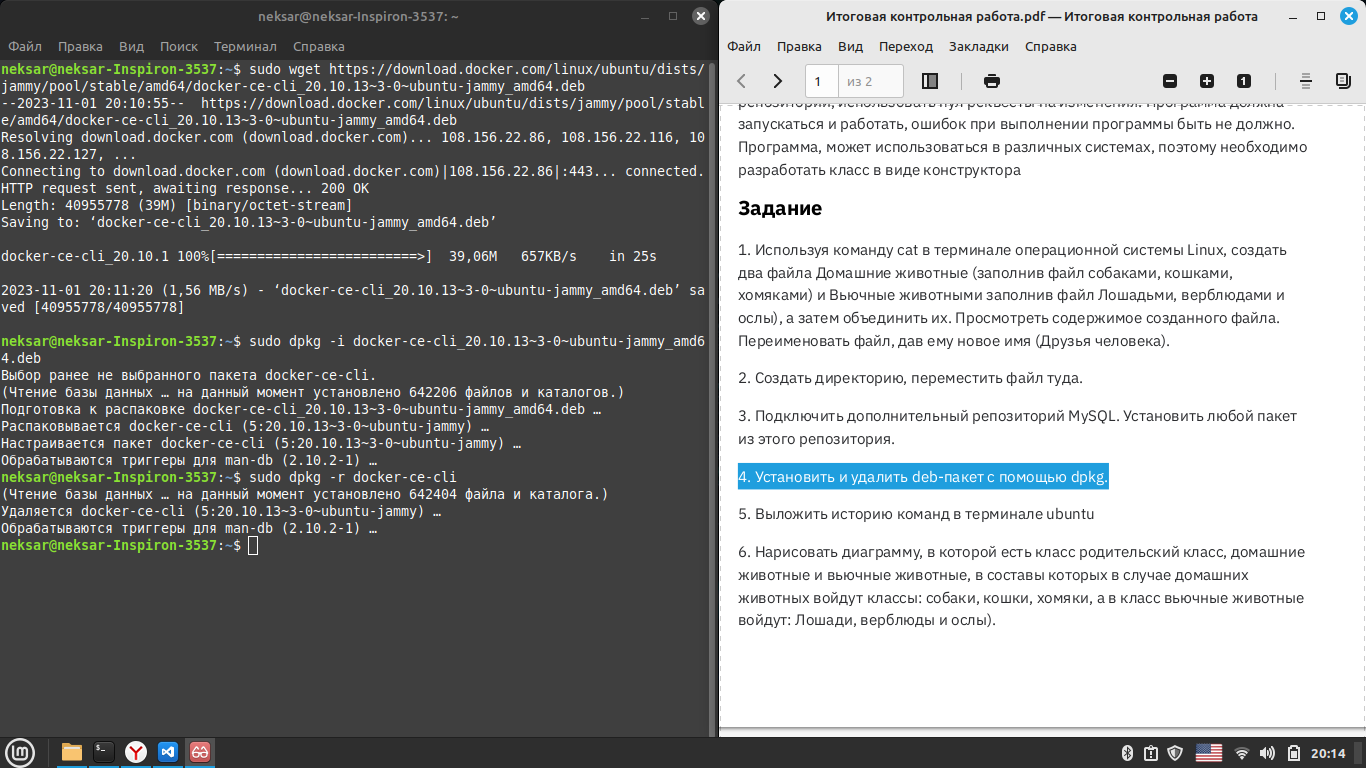 neksar@neksar-Inspiron-3537: ~
Файл Правка Вид Поиск Терминал Справка
neksar@neksar-Inspiron-3537:~$ sudo wget https://download.docker.com/linux/ubuntu/dists/
jammy/pool/stable/amd64/docker-ce-cli_20.10.13~3-0~ubuntu-jammy_amd64.deb
--2023-11-01 20:10:55-- https://download.docker.com/linux/ubuntu/dists/jammy/pool/stabl
e/amd64/docker-ce-cli_20.10.13~3-0~ubuntu-jammy_amd64.deb
Resolving download.docker.com (download.docker.com)... 108.156.22.86, 108.156.22.116, 10
8.156.22.127, ...
Connecting to download.docker.com (download.docker.com)|108.156.22.86|:443... connected.
HTTP request sent, awaiting response... 200 OK
Length: 40955778 (39M) [binary/octet-stream]
Saving to: ‘docker-ce-cli_20.10.13~3-0~ubuntu-jammy_amd64.deb’
docker-ce-cli_20.10.1 100%[=========================>] 39,06M 657KB/s in 25s
2023-11-01 20:11:20 (1,56 MB/s) - ‘docker-ce-cli_20.10.13~3-0~ubuntu-jammy_amd64.deb’ sa
ved [40955778/40955778]
neksar@neksar-Inspiron-3537:~$ sudo dpkg -i docker-ce-cli_20.10.13~3-0~ubuntu-jammy_amd6
4.deb
Выбор ранее не выбранного пакета docker-ce-cli.
(Чтение базы данных … на данный момент установлено 642206 файлов и каталогов.)
Подготовка к распаковке docker-ce-cli_20.10.13~3-0~ubuntu-jammy_amd64.deb …
Распаковывается docker-ce-cli (5:20.10.13~3-0~ubuntu-jammy) …
Настраивается пакет docker-ce-cli (5:20.10.13~3-0~ubuntu-jammy) …
Обрабатываются триггеры для man-db (2.10.2-1) …
neksar@neksar-Inspiron-3537:~$ sudo dpkg -r docker-ce-cli
(Чтение базы данных … на данный момент установлено 642404 файла и каталога.)
Удаляется docker-ce-cli (5:20.10.13~3-0~ubuntu-jammy) …
Обрабатываются триггеры для man-db (2.10.2-1) …
neksar@neksar-Inspiron-3537:~$
Итоговая контрольная работа.pdf — Итоговая контрольная работа
Файл Правка Вид Переход Закладки Справка
1 из 2
1
репозитории, использовать пул реквесты на изменения. Программа должна
запускаться и работать, ошибок при выполнении программы быть не должно.
Программа, может использоваться в различных системах, поэтому необходимо
разработать класс в виде конструктора
Задание
1. Используя команду cat в терминале операционной системы Linux, создать
два файла Домашние животные (заполнив файл собаками, кошками,
хомяками) и Вьючные животными заполнив файл Лошадьми, верблюдами и
ослы), а затем объединить их. Просмотреть содержимое созданного файла.
Переименовать файл, дав ему новое имя (Друзья человека).
2. Создать директорию, переместить файл туда.
3. Подключить дополнительный репозиторий MySQL. Установить любой пакет
из этого репозитория.
4. Установить и удалить deb-пакет с помощью dpkg.
5. Выложить историю команд в терминале ubuntu
6. Нарисовать диаграмму, в которой есть класс родительский класс, домашние
животные и вьючные животные, в составы которых в случае домашних
животных войдут классы: собаки, кошки, хомяки, а в класс вьючные животные
войдут: Лошади, верблюды и ослы).
20:14